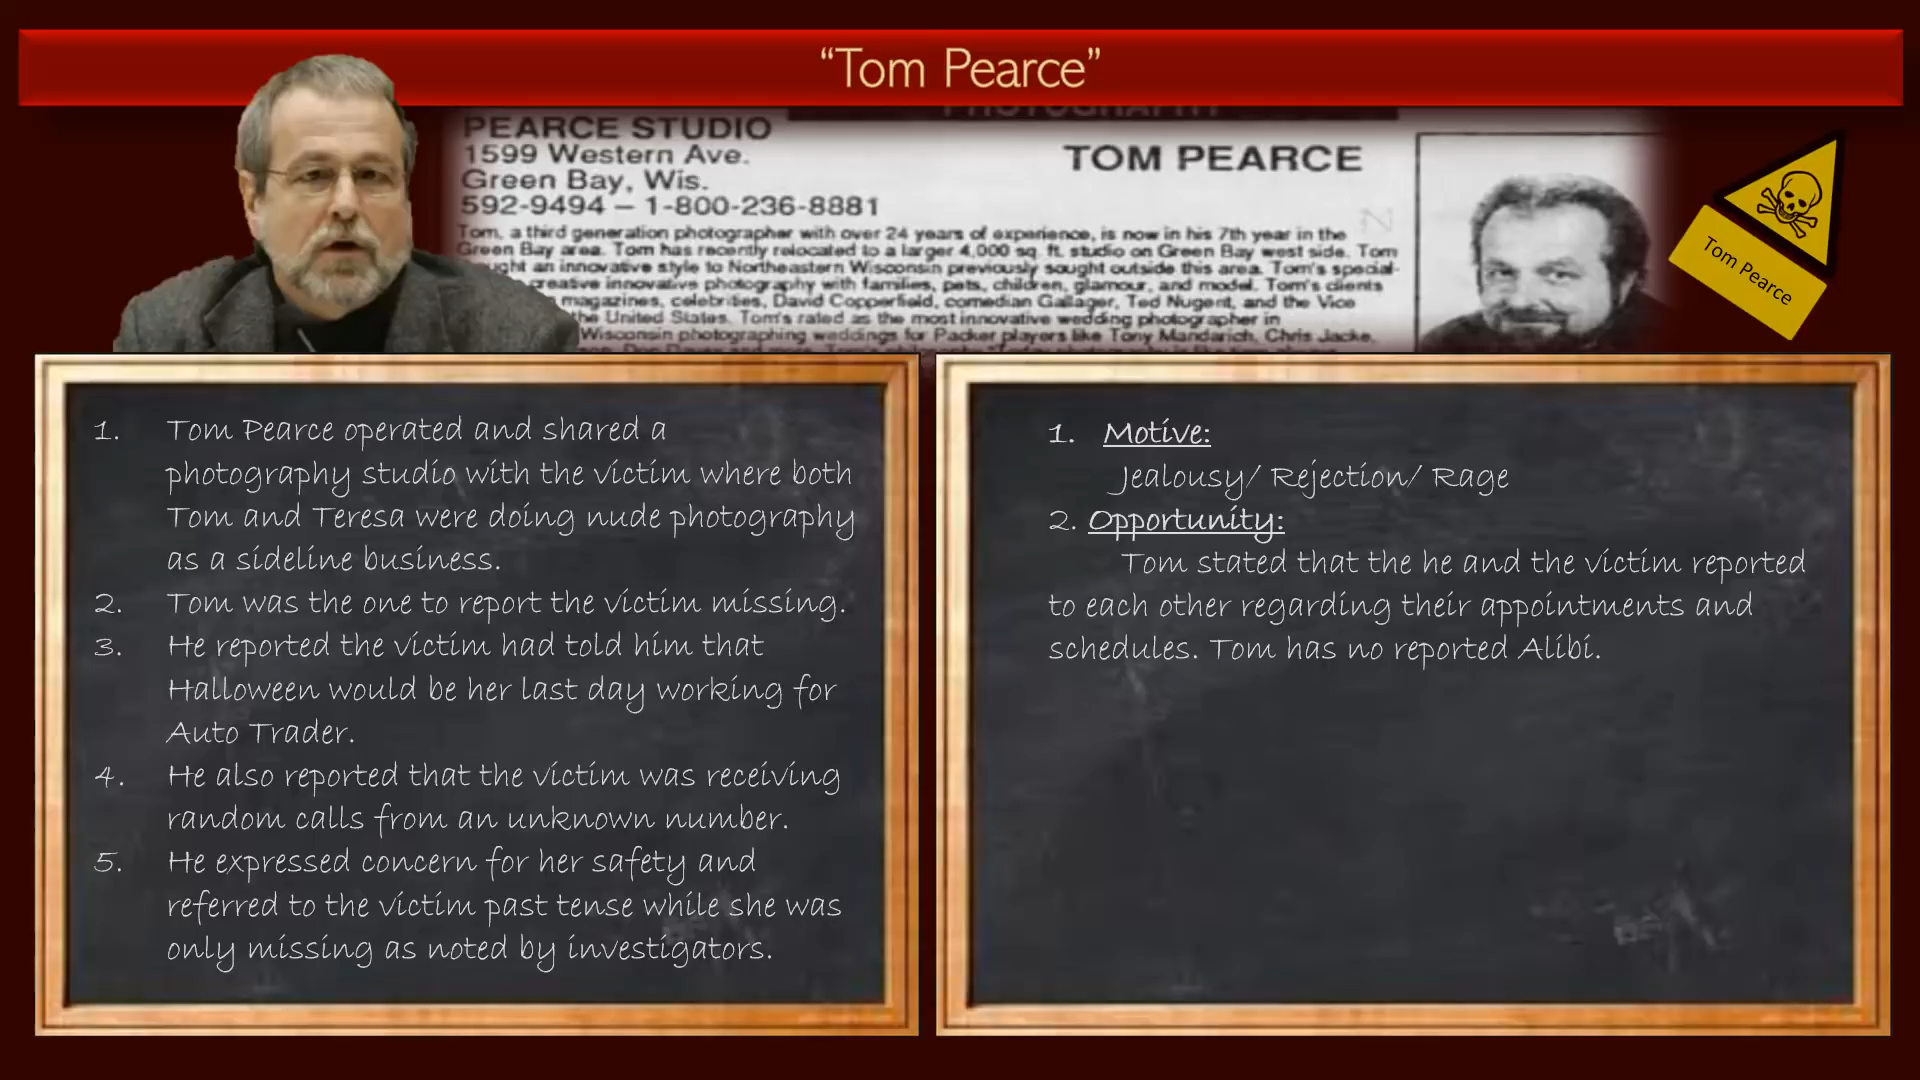 “Tom Pearce”
PHOTOGRAPHY
PEARCE STUDIO
1599 Western Ave.
Green Bay, Wis.
592-9494 – 1-800-236-8881
TOM PEARCE
Tom, a third generation photographer with over 24 years of experience, is now in his 7th year in the
Green Bay area. Tom has recently relocated to a larger 4,000 sq. ft. studio on Green Bay west side. Tom
ught an innovative style to Northeastern Wisconsin previously sought outside this area. Tom's special-
creative innovative photography with families, pets, children, glamour, and model. Tom's clients
magazines, celebrities, David Copperfield, comedian Gallager, Ted Nugent, and the Vice
the United States. Tom's rated as the most innovative wedding photographer in
Wisconsin photographing weddings for Packer players like Tony Mandarich, Chris Jacke,
Tom Pearce
1. Tom Pearce operated and shared a
photography studio with the victim where both
Tom and Teresa were doing nude photography
as a sideline business.
2. Tom was the one to report the victim missing.
3. He reported the victim had told him that
Halloween would be her last day working for
Auto Trader.
4. He also reported that the victim was receiving
random calls from an unknown number.
5. He expressed concern for her safety and
referred to the victim past tense while she was
only missing as noted by investigators.
1. Motive:
Jealousy/ Rejection/ Rage
2. Opportunity:
Tom stated that the he and the victim reported
to each other regarding their appointments and
schedules. Tom has no reported Alibi.